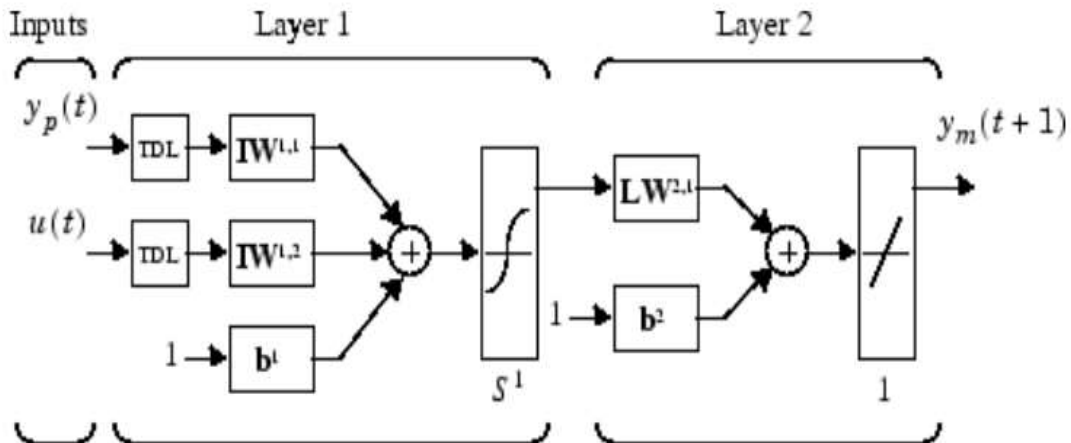 Inputs Layer 1 Layer 2
y_p(t)
y_m(t+1)
TDL IW^{1,1}
LW^{2,1}
u(t)
TDL IW^{1,2}
+
+
1 b^1
1 b^2
S^1
1